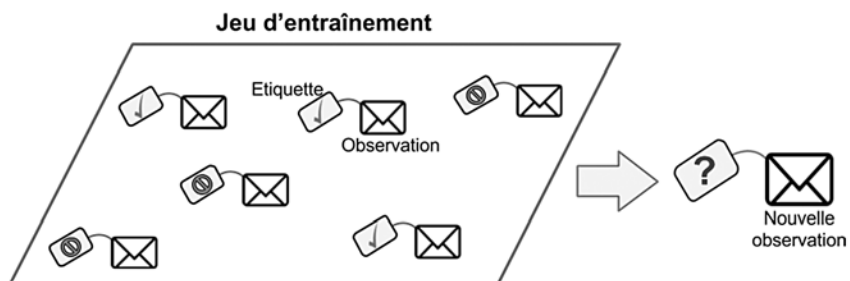 Jeu d’entraînement
Etiquette
Observation
?
Nouvelle
observation